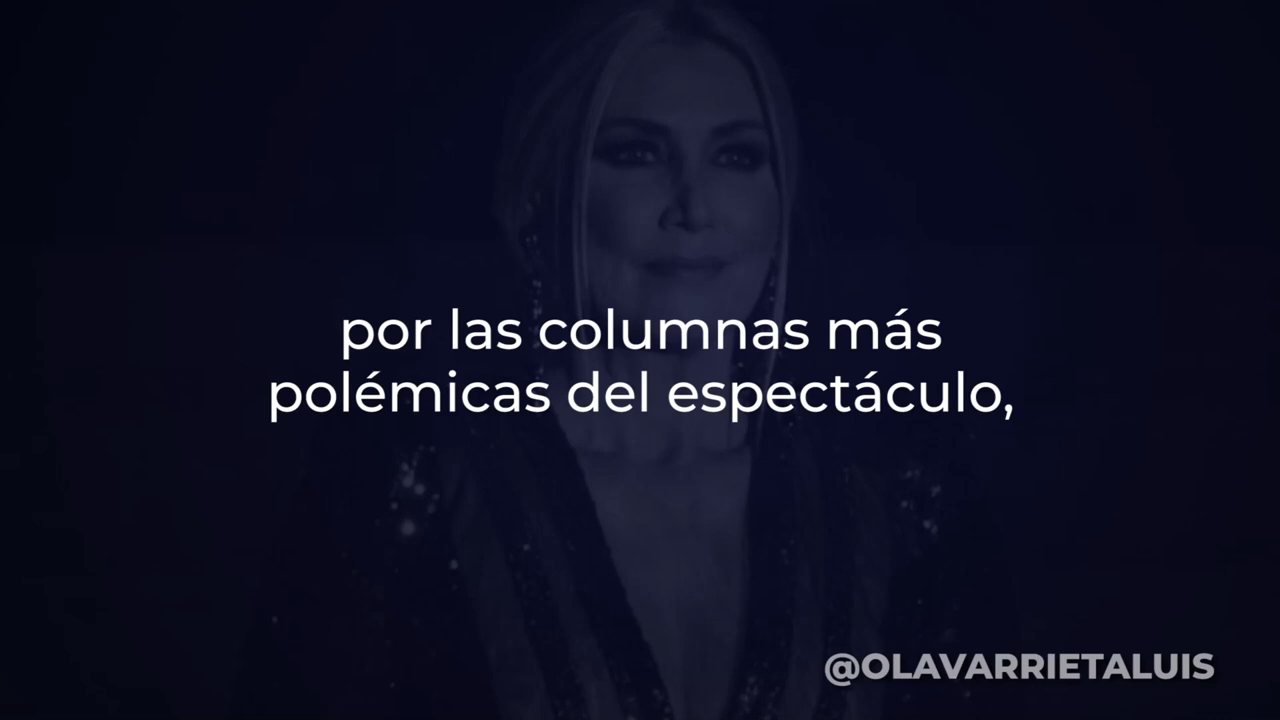 por las columnas más
polémicas del espectáculo,
@OLAVARRIETALUIS